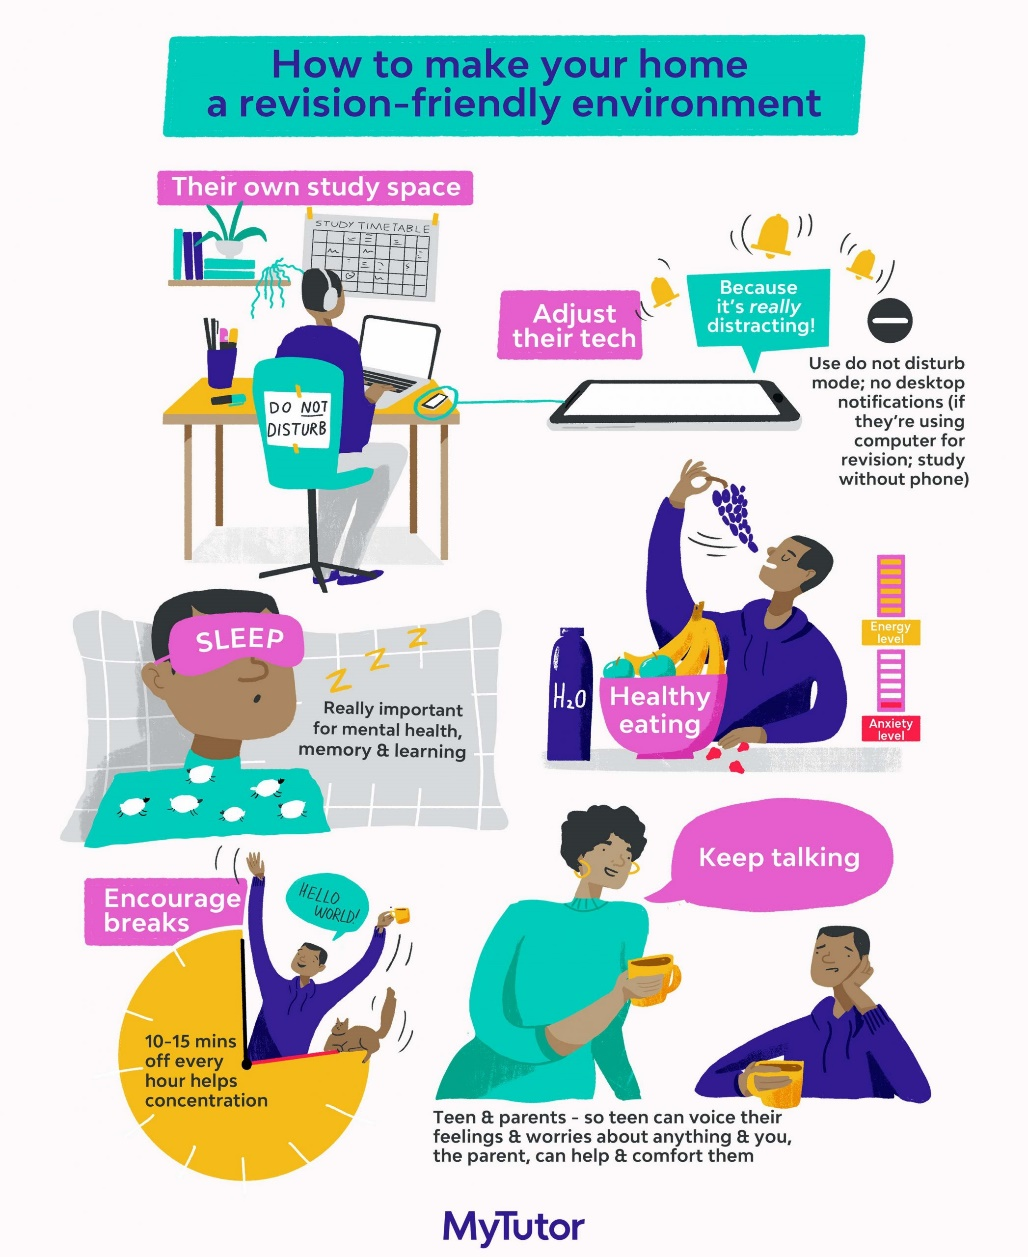 How to make your home
a revision-friendly environment
Their own study space
STUDY TIMETABLE
DO NOT
DISTURB
Adjust
their tech
Because
it's really
distracting!
Use do not disturb
mode; no desktop
notifications (if
they're using
computer for
revision; study
without phone)
SLEEP
Z Z Z
Really important
for mental health,
memory & learning
H₂O
Healthy
eating
Energy
level
Anxiety
level
Encourage
breaks
HELLO
WORLD!
10-15 mins
off every
hour helps
concentration
Keep talking
Teen & parents - so teen can voice their
feelings & worries about anything & you,
the parent, can help & comfort them
MyTutor